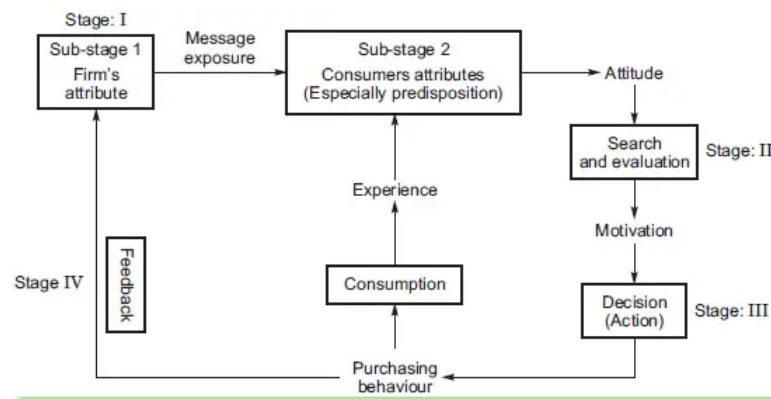 Stage: I
Sub-stage 1
Firm's
attribute
Message
exposure
Sub-stage 2
Consumers attributes
(Especially predisposition)
Attitude
Search
and evaluation
Stage: II
Experience
Motivation
Feedback
Stage IV
Consumption
Decision
(Action)
Stage: III
Purchasing
behaviour